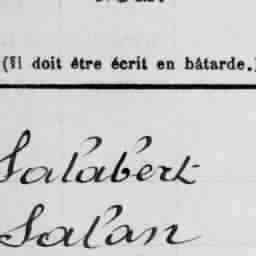 (Il doit être écrit en bâtarde.)
Salabert
Salan